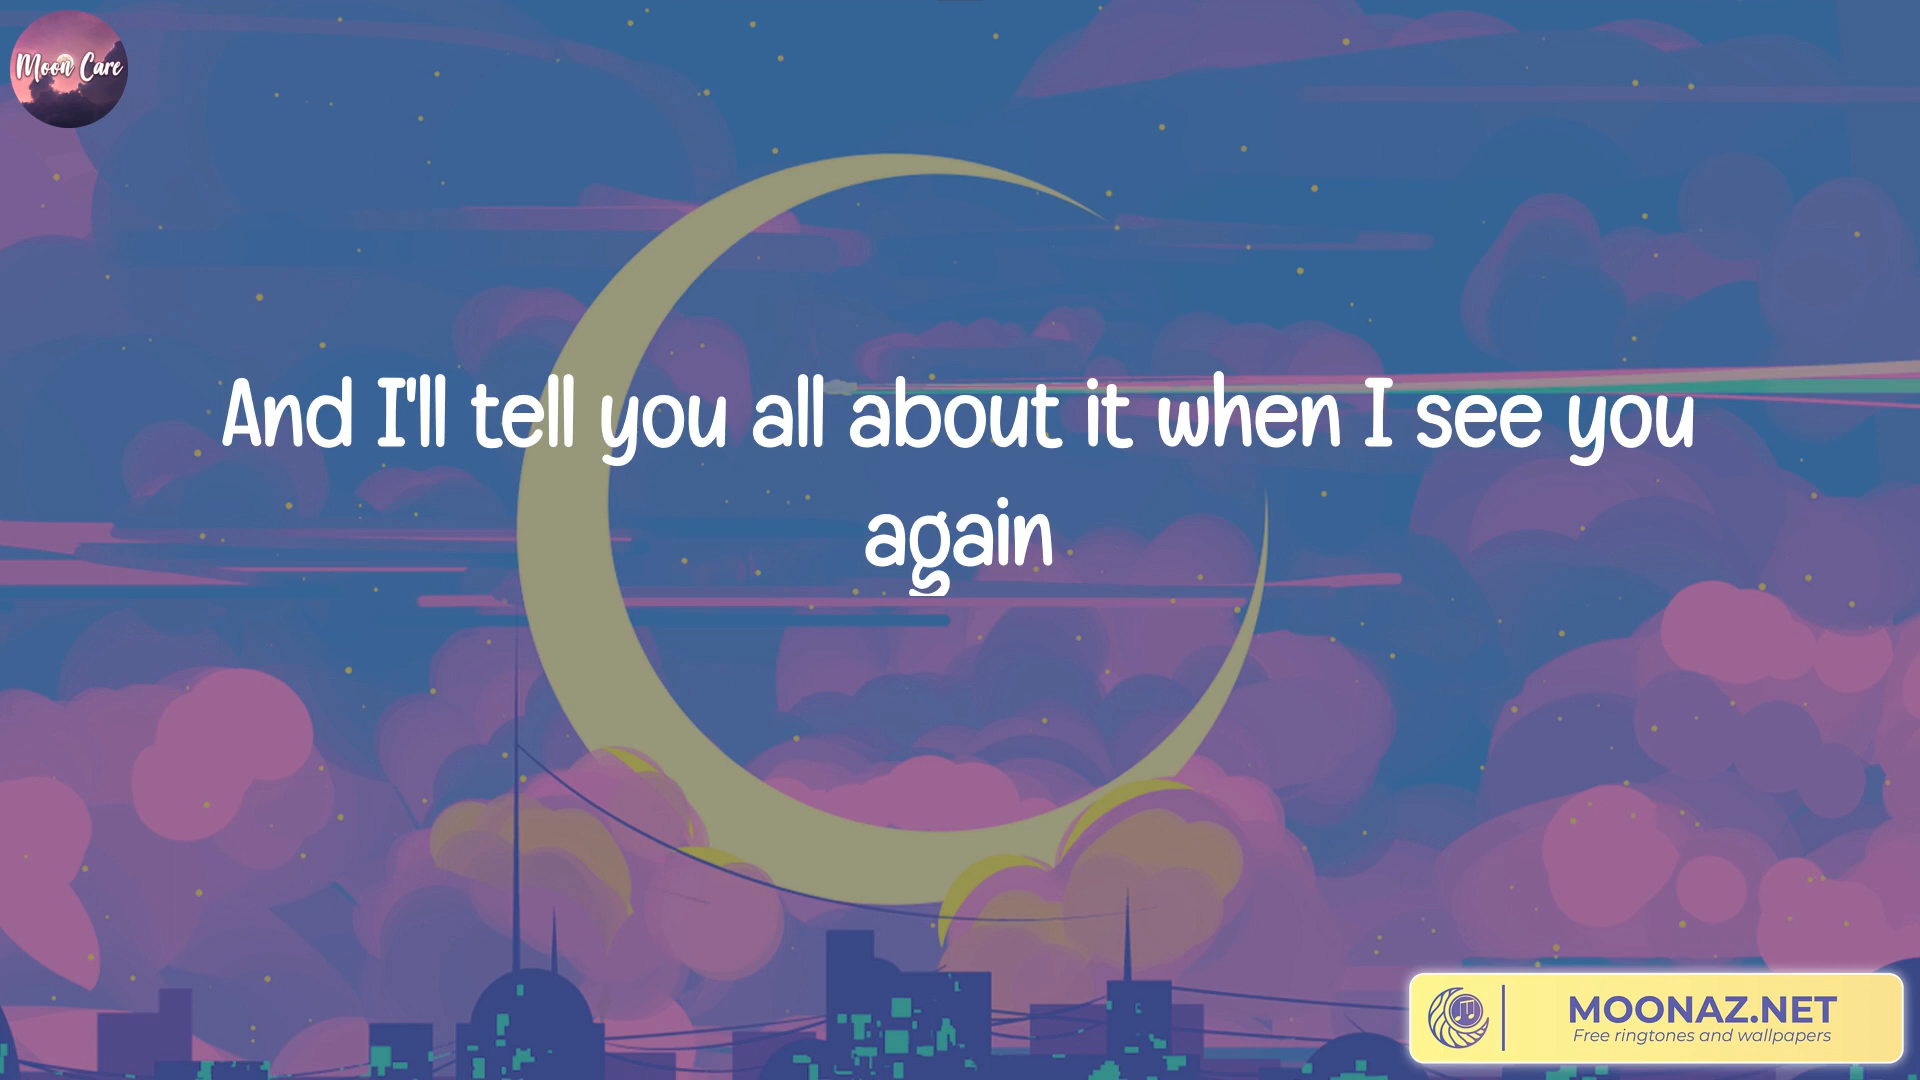 Moon Care
And I'll tell you all about it when I see you
again
MOONAZ.NET
Free ringtones and wallpapers